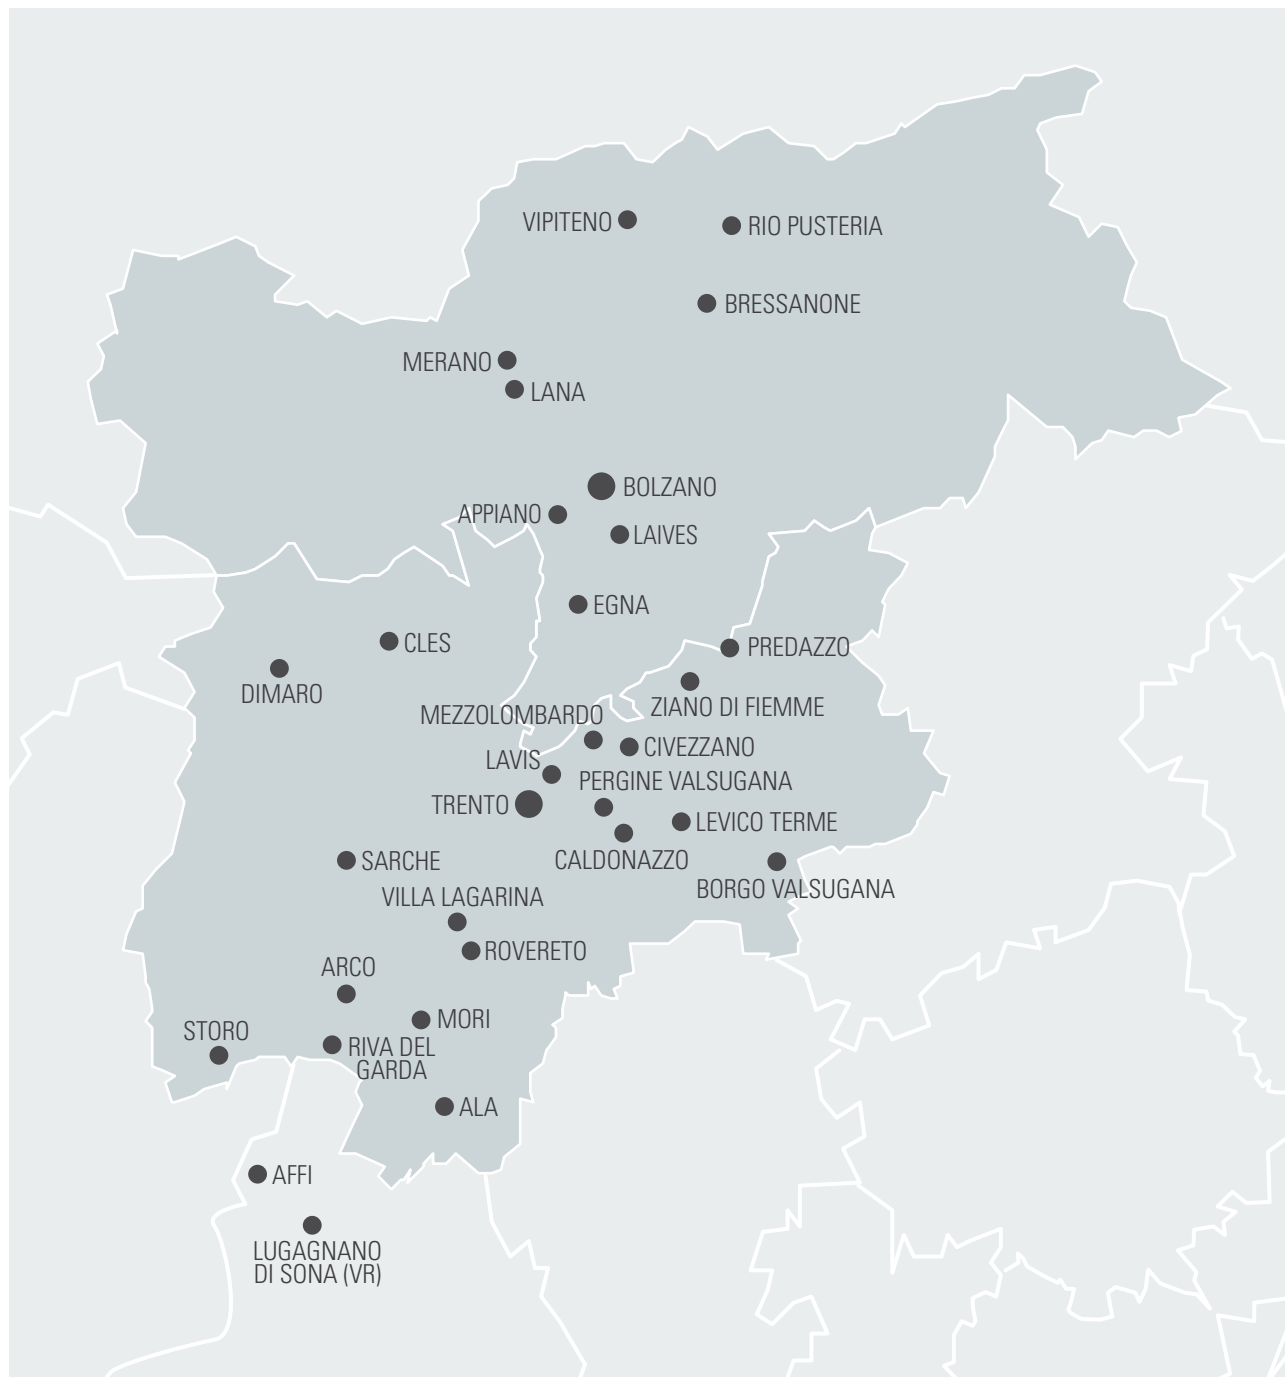 VIPITENO
RIO PUSTERIA
BRESSANONE
MERANO
LANA
BOLZANO
APPIANO
LAIVES
EGNA
CLES
PREDAZZO
DIMARO
ZIANO DI FIEMME
MEZZOLOMBARDO
CIVEZZANO
LAVIS
PERGINE VALSUGANA
TRENTO
LEVICO TERME
SARCHE
CALDONAZZO
BORGO VALSUGANA
VILLA LAGARINA
ROVERETO
ARCO
MORI
STORO
RIVA DEL
GARDA
ALA
AFFI
LUGAGNANO
DI SONA (VR)